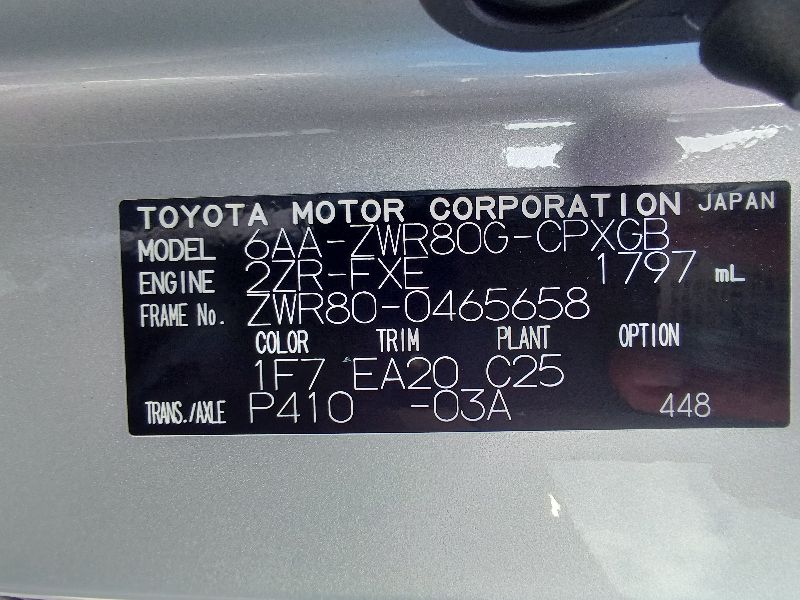 TOYOTA MOTOR CORPORATION JAPAN
MODEL 6AA-ZWR80G-CPXGB
ENGINE 2ZR-FXE 1797 mL
FRAME No. ZWR80-0465658
COLOR TRIM PLANT OPTION
1F7 EA20 C25
TRANS./AXLE P410 -03A 448